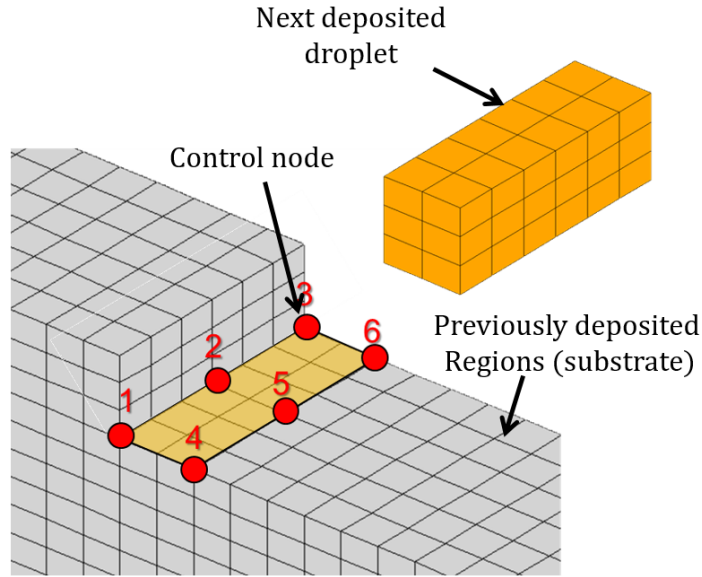 Next deposited
droplet
Control node
3
6
Previously deposited
Regions (substrate)
2
5
1
4